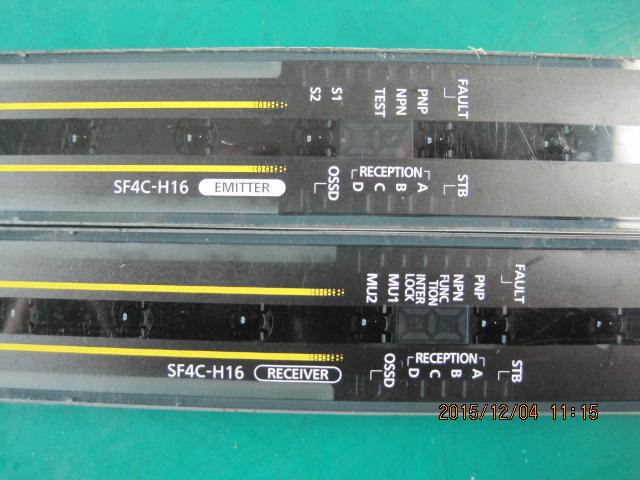 S2
S1
TEST
NPN
PNP
FAULT
SF4C-H16 EMITTER
OSSD
RECEPTION
D C B A
STB
MU2
MU1
INTER
LOCK
FUNC
TION
NPN
PNP
FAULT
SF4C-H16 RECEIVER
OSSD
RECEPTION
D C B A
STB
2015/12/04 11:15